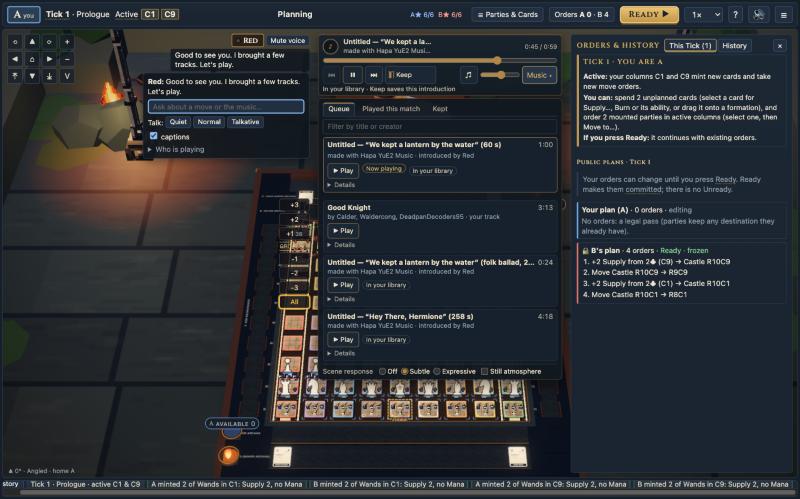 A you
Tick 1 · Prologue Active C1 C9
Planning
A★ 6/6 B★ 6/6
≡ Parties & Cards
Orders A 0 · B 4
READY ▶
1×
?
RED
Mute voice
Good to see you. I brought a few tracks. Let's play.
Red: Good to see you. I brought a few tracks. Let's play.
Ask about a move or the music...
Talk: Quiet Normal Talkative
captions
▶ Who is playing
Untitled — “We kept a la...
made with Hapa YuE2 Musi...
0:45 / 0:59
Keep
Music
In your library · Keep saves this introduction
Queue Played this match Kept
Filter by title or creator
Untitled — “We kept a lantern by the water” (60 s) 1:00
made with Hapa YuE2 Music · introduced by Red
▶ Play Now playing in your library
▶ Details
Good Knight 3:13
by Calder, Waidercong, DeadpanDecoders95 · your track
▶ Play
▶ Details
Untitled — “We kept a lantern by the water” (folk ballad, 2... 0:24
made with Hapa YuE2 Music · introduced by Red
▶ Play in your library
▶ Details
Untitled — “Hey There, Hermione” (258 s) 4:18
made with Hapa YuE2 Music · introduced by Red
▶ Play in your library
▶ Details
Scene response Off Subtle Expressive Still atmosphere
+3
+2
+1
-1
-2
-3
All
A AVAILABLE 0
ORDERS & HISTORY This Tick (1) History ×
TICK 1 · YOU ARE A
Active: your columns C1 and C9 mint new cards and take
new move orders.
You can: spend 2 unplanned cards (select a card for
Supply..., Burn or its ability, or drag it onto a formation), and
order 2 mounted parties in active columns (select one, then
Move to...).
If you press Ready: it continues with existing orders.
PUBLIC PLANS · TICK 1
Your orders can change until you press Ready. Ready
makes them committed; there is no Unready.
Your plan (A) · 0 orders · editing
No orders: a legal pass (parties keep any destination they
already have).
B's plan · 4 orders · Ready · frozen
1. +2 Supply from 2♣ (C9) → Castle R10C9
2. Move Castle R10C9 → R9C9
3. +2 Supply from 2♣ (C1) → Castle R10C1
4. Move Castle R10C1 → R8C1
▲ 0° · Angled · home A
story Tick 1 · Prologue · active C1 & C9 A minted 2 of Wands in C1: Supply 2, no Mana B minted 2 of Wands in C1: Supply 2, no Mana A minted 2 of Wands in C9: Supply 2, no Mana B minted 2 of Wands in C9: Supply 2, no Mana